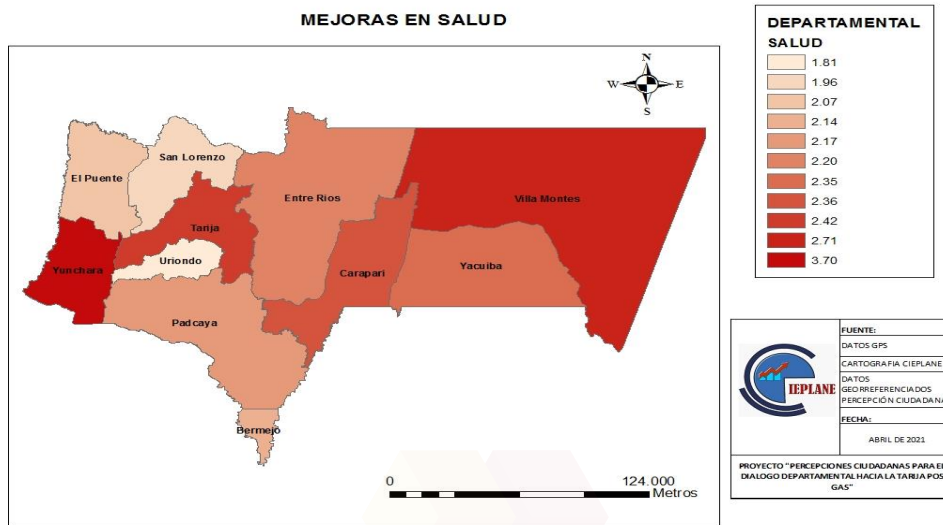 MEJORAS EN SALUD
DEPARTAMENTAL
SALUD
1.81
1.96
2.07
2.14
2.17
2.20
2.35
2.36
2.42
2.71
3.70
N
W E
S
San Lorenzo
El Puente
Entre Rios
Villa Montes
Tarija
Uriondo
Yunchara
Carapari
Yacuiba
Padcaya
Bermejo
0 124.000
Metros
IEPLANE
FUENTE:
DATOS GPS
CARTOGRAFIA CIEPLANE
DATOS
GEORREFERENCIADOS
PERCEPCIÓN CIUDADANA
FECHA:
ABRIL DE 2021
PROYECTO "PERCEPCIONES CIUDADANAS PARA EL
DIALOGO DEPARTAMENTAL HACIA LA TARIJA POS
GAS"